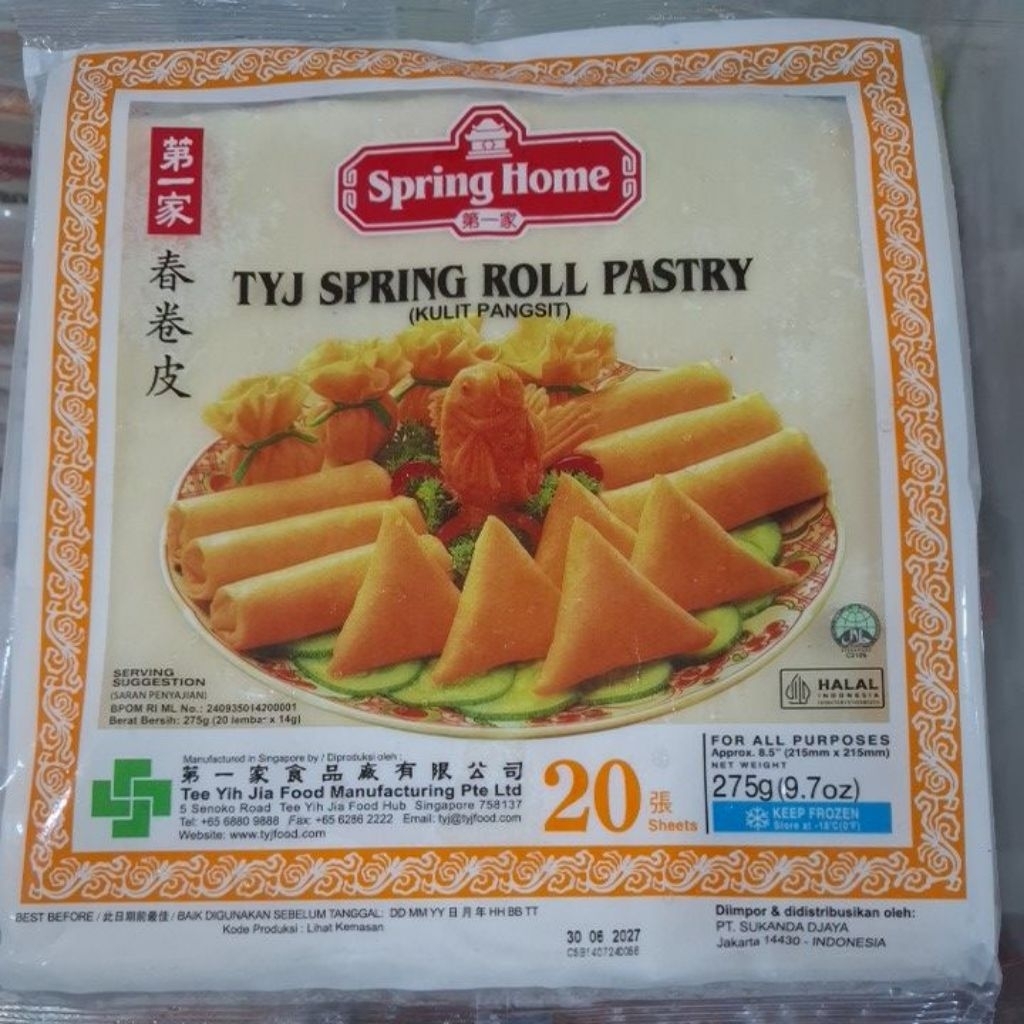 第一家
春卷皮
Spring Home
第一家
TYJ SPRING ROLL PASTRY
(KULIT PANGSIT)
SERVING
SUGGESTION
(SARAN PENYAJIAN)
BPOM RI ML No.: 240935014200001
Berat Bersih: 275g (20 lembar x 14g)
HALAL
INDONESIA
Manufactured in Singapore by / Diproduksi oleh :
第一家食品廠有限公司
Tee Yih Jia Food Manufacturing Pte Ltd
5 Senoko Road Tee Yih Jia Food Hub Singapore 758137
Tel: +65 6880 9888 Fax: +65 6286 2222 Email: tyj@tyjfood.com
Website: www.tyjfood.com
20 張
Sheets
FOR ALL PURPOSES
Approx. 8.5" (215mm x 215mm)
NET WEIGHT
275g (9.7oz)
KEEP FROZEN
Store at -18°C(0°F)
BEST BEFORE / 此日期前最佳 / BAIK DIGUNAKAN SEBELUM TANGGAL: DD MM YY 日 月 年 HH BB TT
Kode Produksi : Lihat Kemasan
30 06 2027
Diimpor & didistribusikan oleh:
PT. SUKANDA DJAYA
Jakarta 14430 - INDONESIA